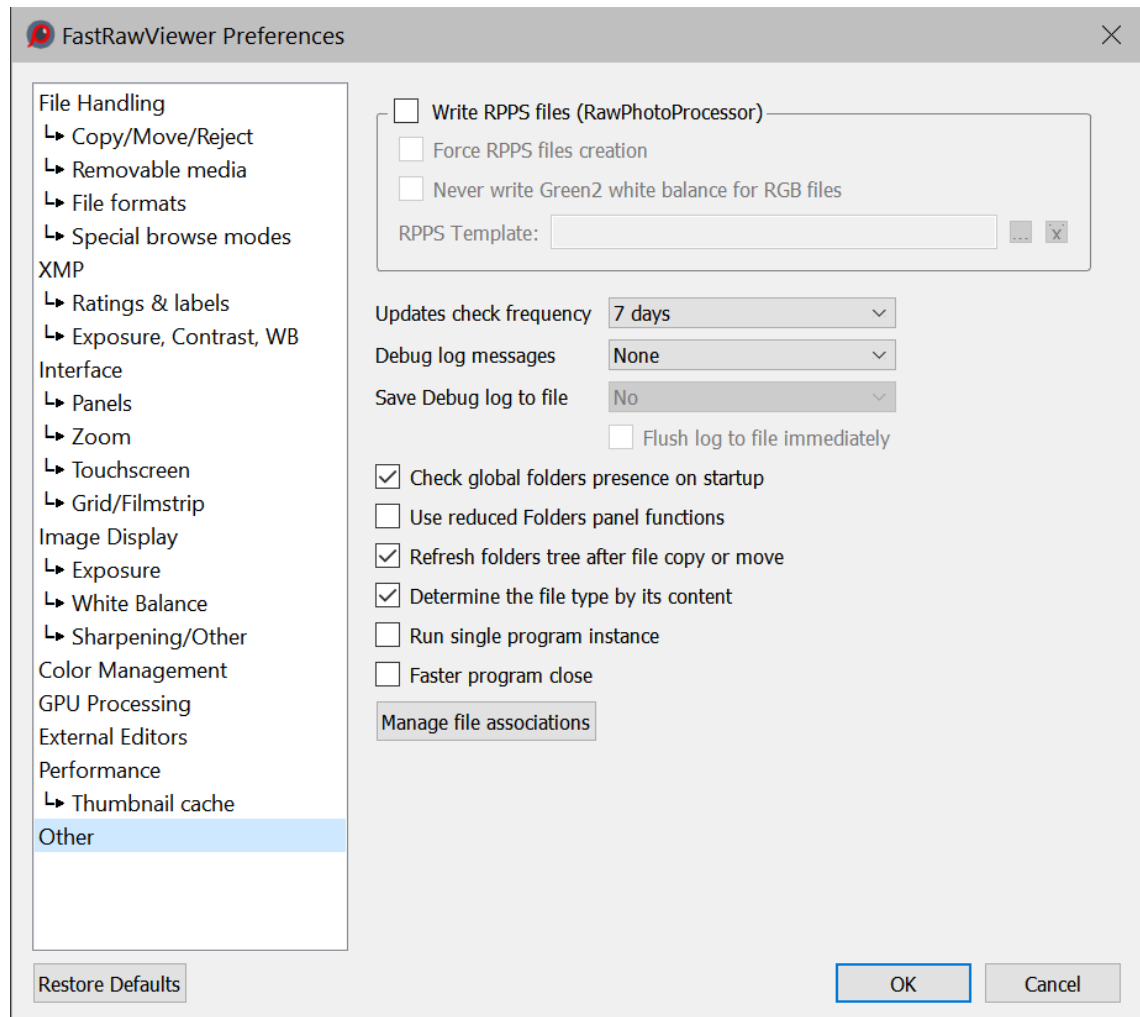 FastRawViewer Preferences
File Handling
Copy/Move/Reject
Removable media
File formats
Special browse modes
XMP
Ratings & labels
Exposure, Contrast, WB
Interface
Panels
Zoom
Touchscreen
Grid/Filmstrip
Image Display
Exposure
White Balance
Sharpening/Other
Color Management
GPU Processing
External Editors
Performance
Thumbnail cache
Other
Write RPPS files (RawPhotoProcessor)
Force RPPS files creation
Never write Green2 white balance for RGB files
RPPS Template: ... x
Updates check frequency 7 days
Debug log messages None
Save Debug log to file No
Flush log to file immediately
Check global folders presence on startup
Use reduced Folders panel functions
Refresh folders tree after file copy or move
Determine the file type by its content
Run single program instance
Faster program close
Manage file associations
Restore Defaults OK Cancel